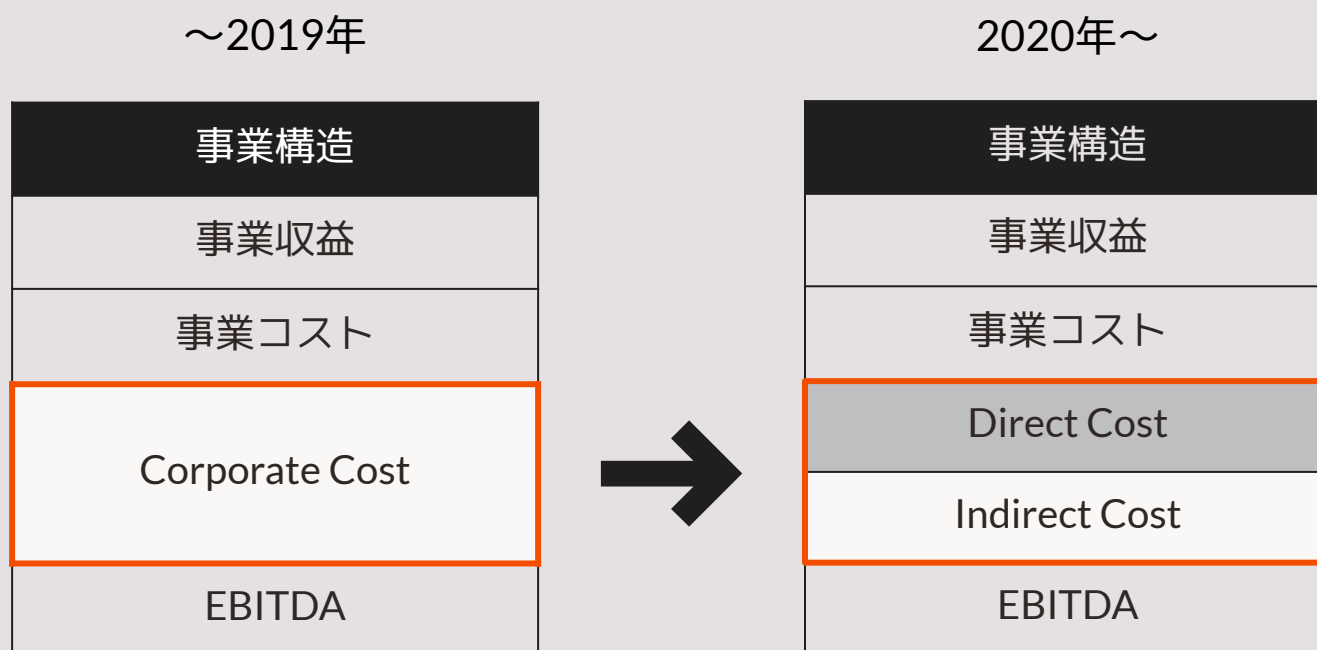 ～2019年
事業構造
事業収益
事業コスト
Corporate Cost
EBITDA
2020年～
事業構造
事業収益
事業コスト
Direct Cost
Indirect Cost
EBITDA